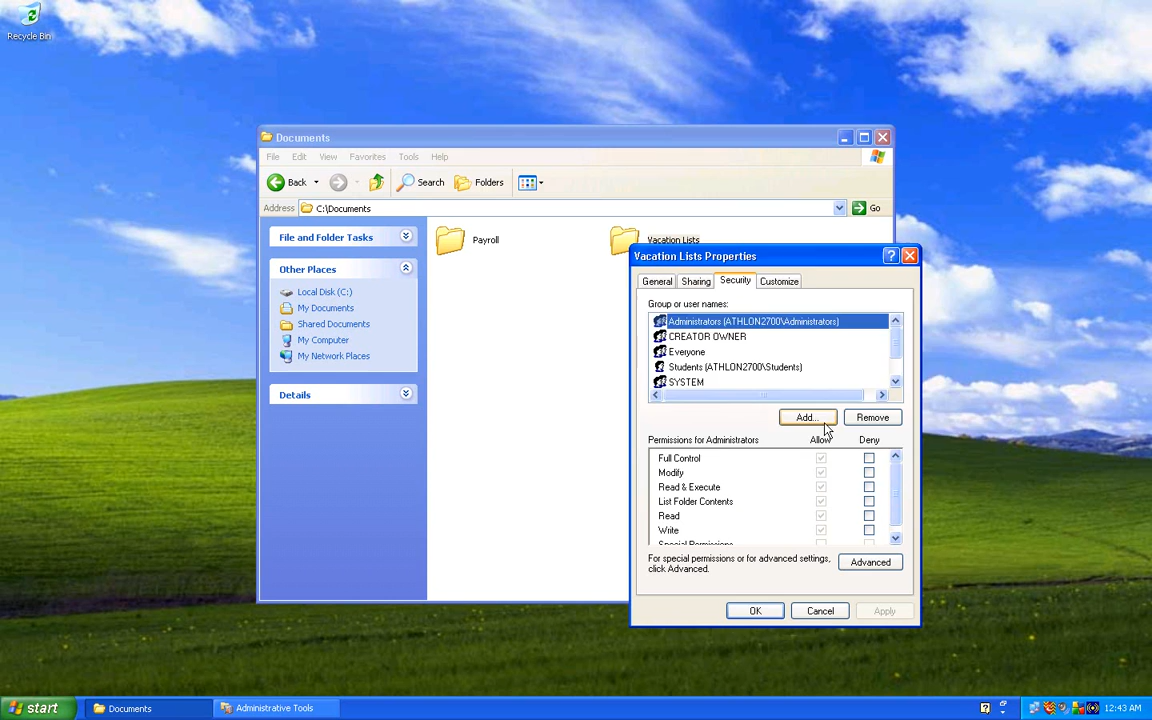 Recycle Bin
Documents
File Edit View Favorites Tools Help
Back Search Folders
Address C:\Documents Go
File and Folder Tasks
Other Places
Local Disk (C:)
My Documents
Shared Documents
My Computer
My Network Places
Details
Payroll
Vacation Lists
Vacation Lists Properties
General Sharing Security Customize
Group or user names:
Administrators (ATHLON2700\Administrators)
CREATOR OWNER
Everyone
Students (ATHLON2700\Students)
SYSTEM
Add... Remove
Permissions for Administrators Allow Deny
Full Control
Modify
Read & Execute
List Folder Contents
Read
Write
Special Permissions
For special permissions or for advanced settings,
click Advanced.
Advanced
OK Cancel Apply
start Documents Administrative Tools 12:43 AM